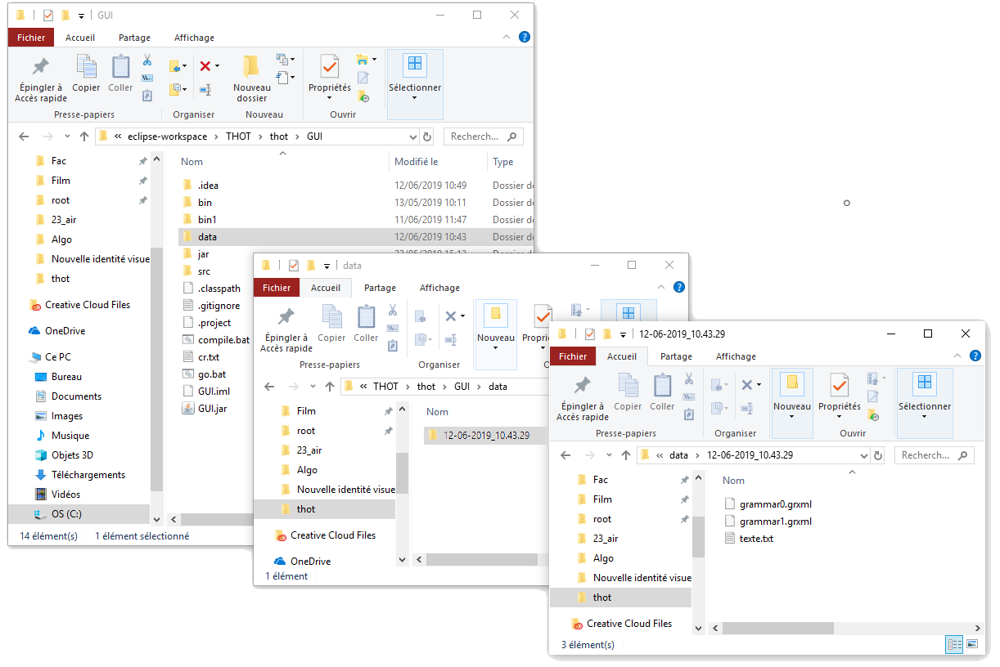 GUI
Fichier Accueil Partage Affichage
Épingler à Accès rapide Copier Coller Nouveau dossier Propriétés Sélectionner
Presse-papiers Organiser Nouveau Ouvrir
« eclipse-workspace > THOT > thot > GUI Recherch...
Fac
Film
root
23_air
Algo
Nouvelle identité visue
thot
Creative Cloud Files
OneDrive
Ce PC
Bureau
Documents
Images
Musique
Objets 3D
Téléchargements
Vidéos
OS (C:)
Nom Modifié le Type
.idea 12/06/2019 10:49 Dossier de
bin 13/05/2019 10:11 Dossier de
bin1 11/06/2019 11:47 Dossier de
data 12/06/2019 10:43 Dossier de
jar
src
.classpath
.gitignore
.project
compile.bat
cr.txt
go.bat
GUI.iml
GUI.jar
14 élément(s) 1 élément sélectionné
data
Fichier Accueil Partage Affichage
Épingler à Accès rapide Copier Coller Nouveau Propri
Presse-papiers Organiser
« THOT > thot > GUI > data
Film
root
23_air
Algo
Nouvelle identité visue
thot
Creative Cloud Files
OneDrive
Nom
12-06-2019_10.43.29
1 élément
12-06-2019_10.43.29
Fichier Accueil Partage Affichage
Épingler à Accès rapide Copier Coller Nouveau Propriétés Sélectionner
Presse-papiers Organiser Ouvrir
« data > 12-06-2019_10.43.29 Recherch...
Fac
Film
root
23_air
Algo
Nouvelle identité visue
thot
Creative Cloud Files
Nom
grammar0.grxml
grammar1.grxml
texte.txt
3 élément(s)